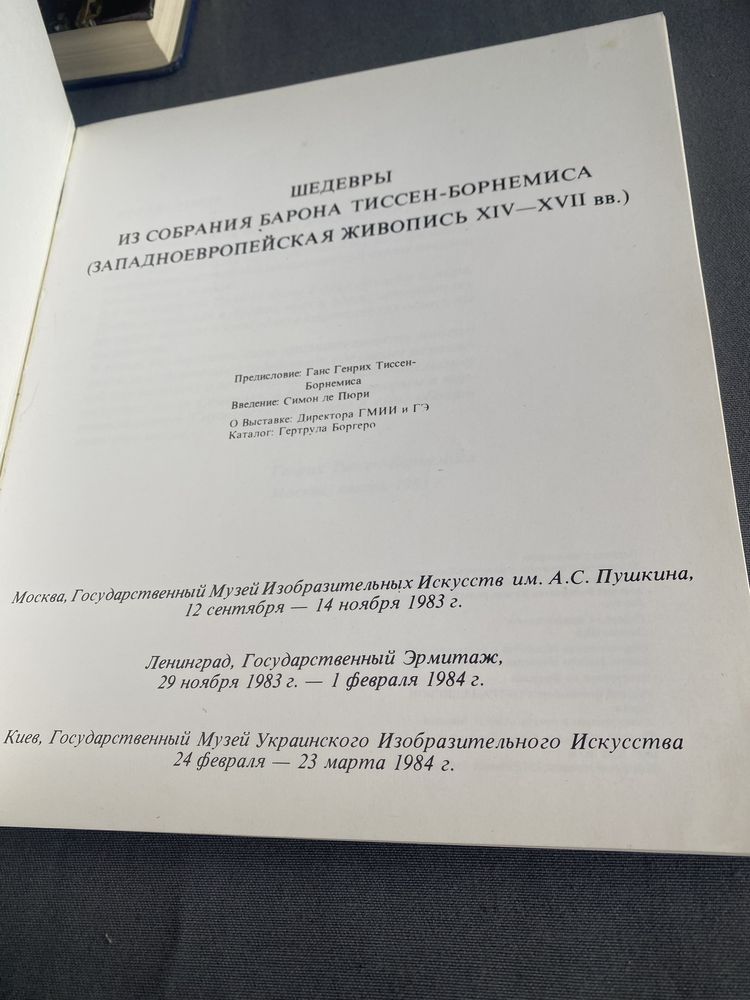 ШЕДЕВРЫ
ИЗ СОБРАНИЯ БАРОНА ТИССЕН-БОРНЕМИСА
(ЗАПАДНОЕВРОПЕЙСКАЯ ЖИВОПИСЬ XIV—XVII вв.)
Предисловие: Ганс Генрих Тиссен-
Борнемиса
Введение: Симон де Пюри
О Выставке: Директора ГМИИ и ГЭ
Каталог: Гертруда Боргеро
Москва, Государственный Музей Изобразительных Искусств им. А.С. Пушкина,
12 сентября — 14 ноября 1983 г.
Ленинград, Государственный Эрмитаж,
29 ноября 1983 г. — 1 февраля 1984 г.
Киев, Государственный Музей Украинского Изобразительного Искусства
24 февраля — 23 марта 1984 г.